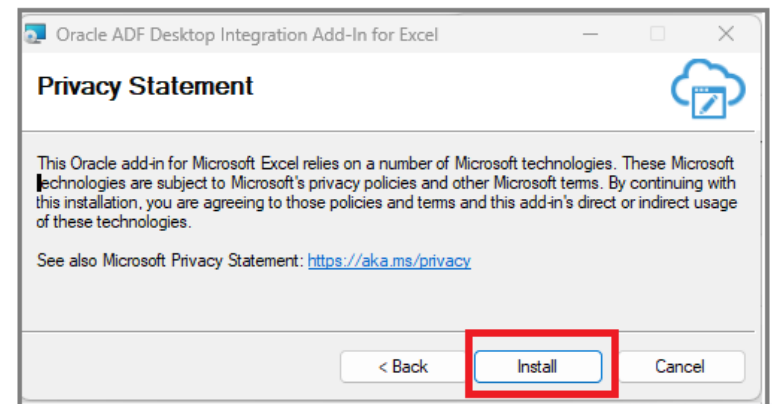 Oracle ADF Desktop Integration Add-In for Excel
Privacy Statement
This Oracle add-in for Microsoft Excel relies on a number of Microsoft technologies. These Microsoft
technologies are subject to Microsoft's privacy policies and other Microsoft terms. By continuing with
this installation, you are agreeing to those policies and terms and this add-in's direct or indirect usage
of these technologies.
See also Microsoft Privacy Statement: https://aka.ms/privacy
< Back Install Cancel